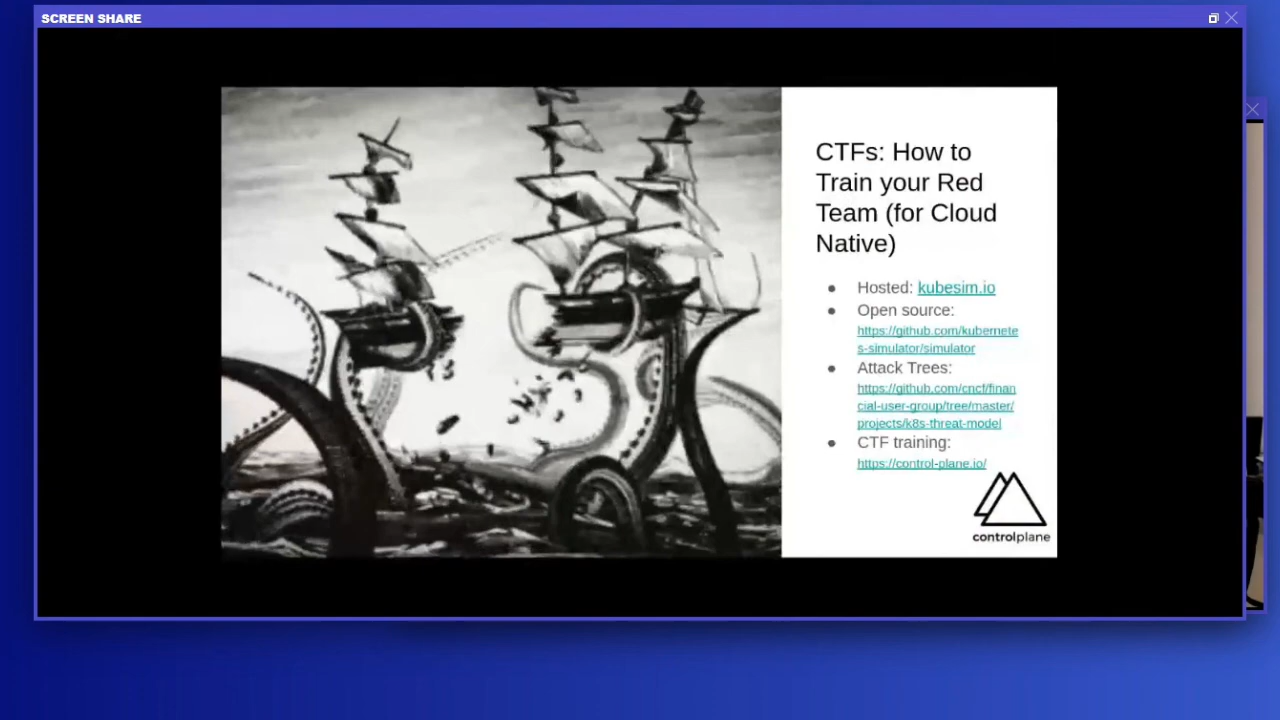 SCREEN SHARE
CTFs: How to
Train your Red
Team (for Cloud
Native)
● Hosted: kubesim.io
● Open source:
https://github.com/kubernete
s-simulator/simulator
● Attack Trees:
https://github.com/cncf/finan
cial-user-group/tree/master/
projects/k8s-threat-model
● CTF training:
https://control-plane.io/
controlplane